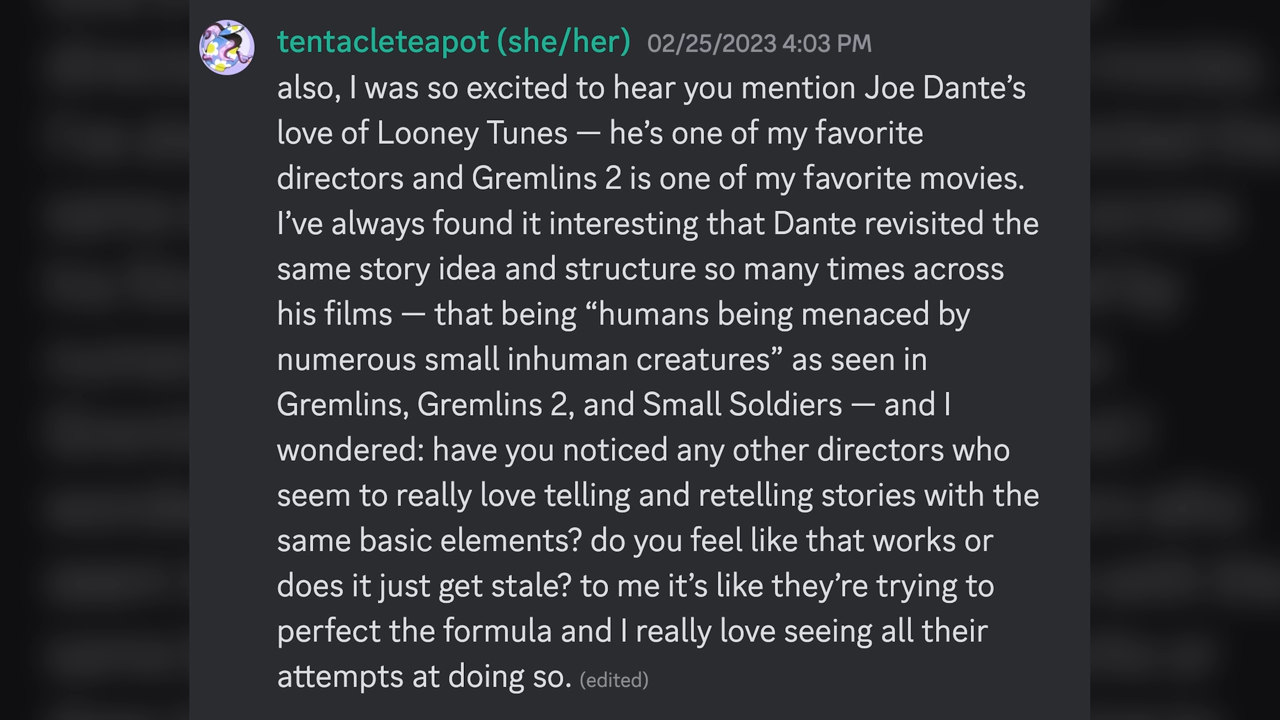 tentacleteapot (she/her) 02/25/2023 4:03 PM
also, I was so excited to hear you mention Joe Dante’s
love of Looney Tunes — he’s one of my favorite
directors and Gremlins 2 is one of my favorite movies.
I’ve always found it interesting that Dante revisited the
same story idea and structure so many times across
his films — that being “humans being menaced by
numerous small inhuman creatures” as seen in
Gremlins, Gremlins 2, and Small Soldiers — and I
wondered: have you noticed any other directors who
seem to really love telling and retelling stories with the
same basic elements? do you feel like that works or
does it just get stale? to me it’s like they’re trying to
perfect the formula and I really love seeing all their
attempts at doing so. (edited)